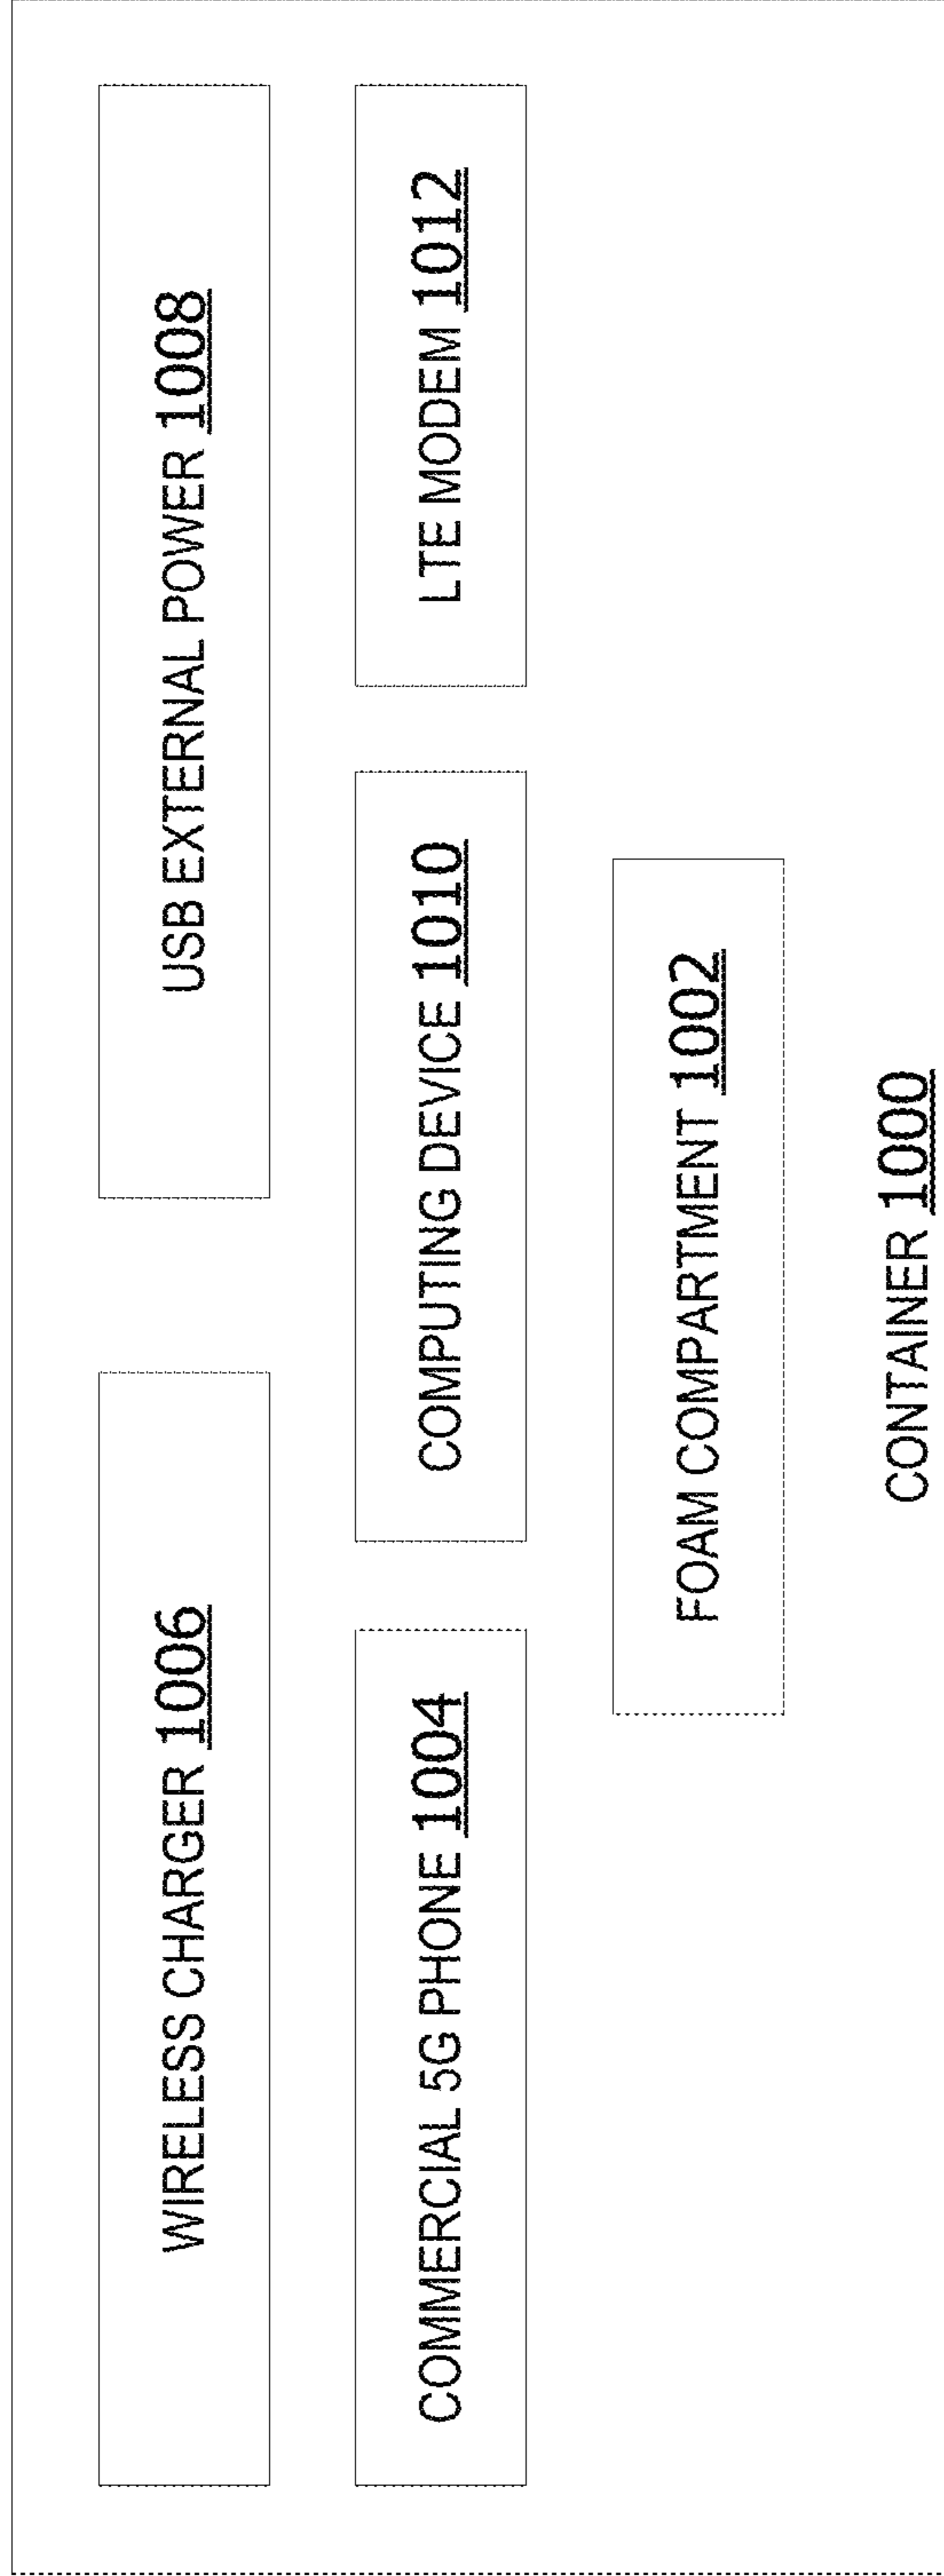 WIRELESS CHARGER 1006
USB EXTERNAL POWER 1008
COMMERCIAL 5G PHONE 1004
COMPUTING DEVICE 1010
LTE MODEM 1012
FOAM COMPARTMENT 1002
CONTAINER 1000